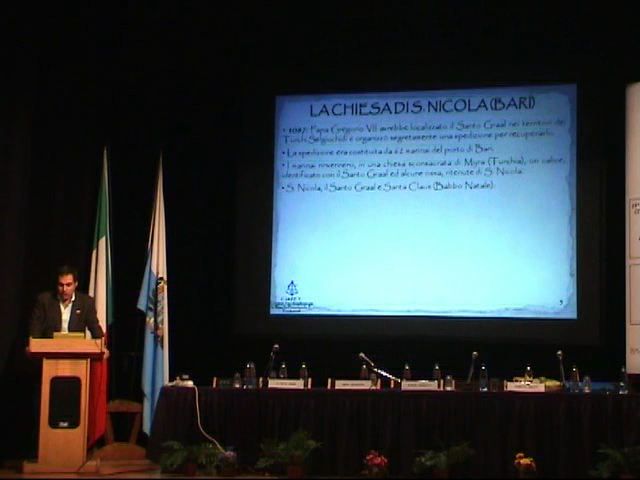 LA CHIESA DI S. NICOLA (BARI)
• 1087: Papa Gregorio VII avrebbe localizzato il Santo Graal nei territori dei
Turchi Selgiuchidi e organizzò segretamente una spedizione per recuperarlo.
• La spedizione era costituita da 62 marinai del porto di Bari.
• I marinai rinvennero, in una chiesa sconsacrata di Myra (Turchia), un calice,
identificato con il Santo Graal ed alcune ossa, ritenute di S. Nicola.
• S. Nicola, il Santo Graal e Santa Claus (Babbo Natale).